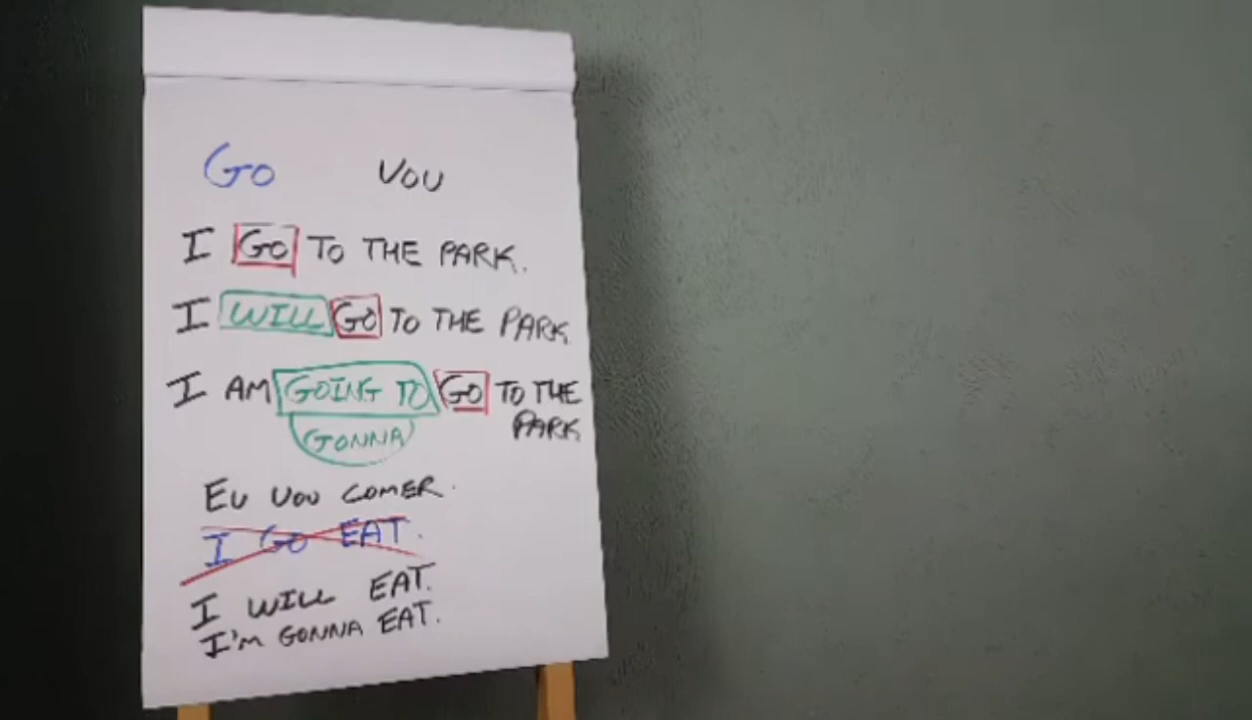 GO VOU
I GO TO THE PARK.
I WILL GO TO THE PARK.
I AM GOING TO GO TO THE
PARK
GONNA
EU VOU COMER.
I GO EAT.
I WILL EAT.
I'M GONNA EAT.